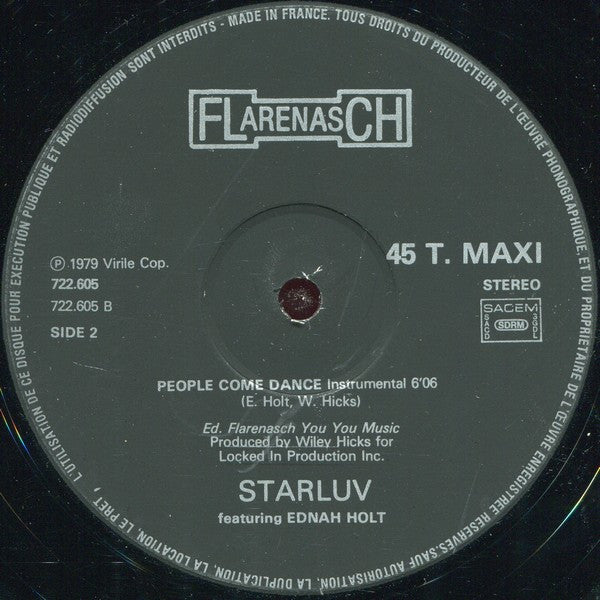 TOUS DROITS DU PRODUCTEUR DE L'ŒUVRE PHONOGRAPHIQUE ET DU PROPRIETAIRE DE L'ŒUVRE ENREGISTREE RESERVES. SAUF AUTORISATION, LA DUPLICATION, LA LOCATION, LE PRET, L'UTILISATION DE CE DISQUE POUR EXECUTION PUBLIQUE ET RADIODIFFUSION SONT INTERDITS - MADE IN FRANCE.
FLARENASCH
45 T. MAXI
STEREO
SACEM
SACD
SDRM
SGDL
℗ 1979 Virile Cop.
722.605
722.605 B
SIDE 2
PEOPLE COME DANCE Instrumental 6'06
(E. Holt, W. Hicks)
Ed. Flarenasch You You Music
Produced by Wiley Hicks for
Locked In Production Inc.
STARLUV
featuring EDNAH HOLT